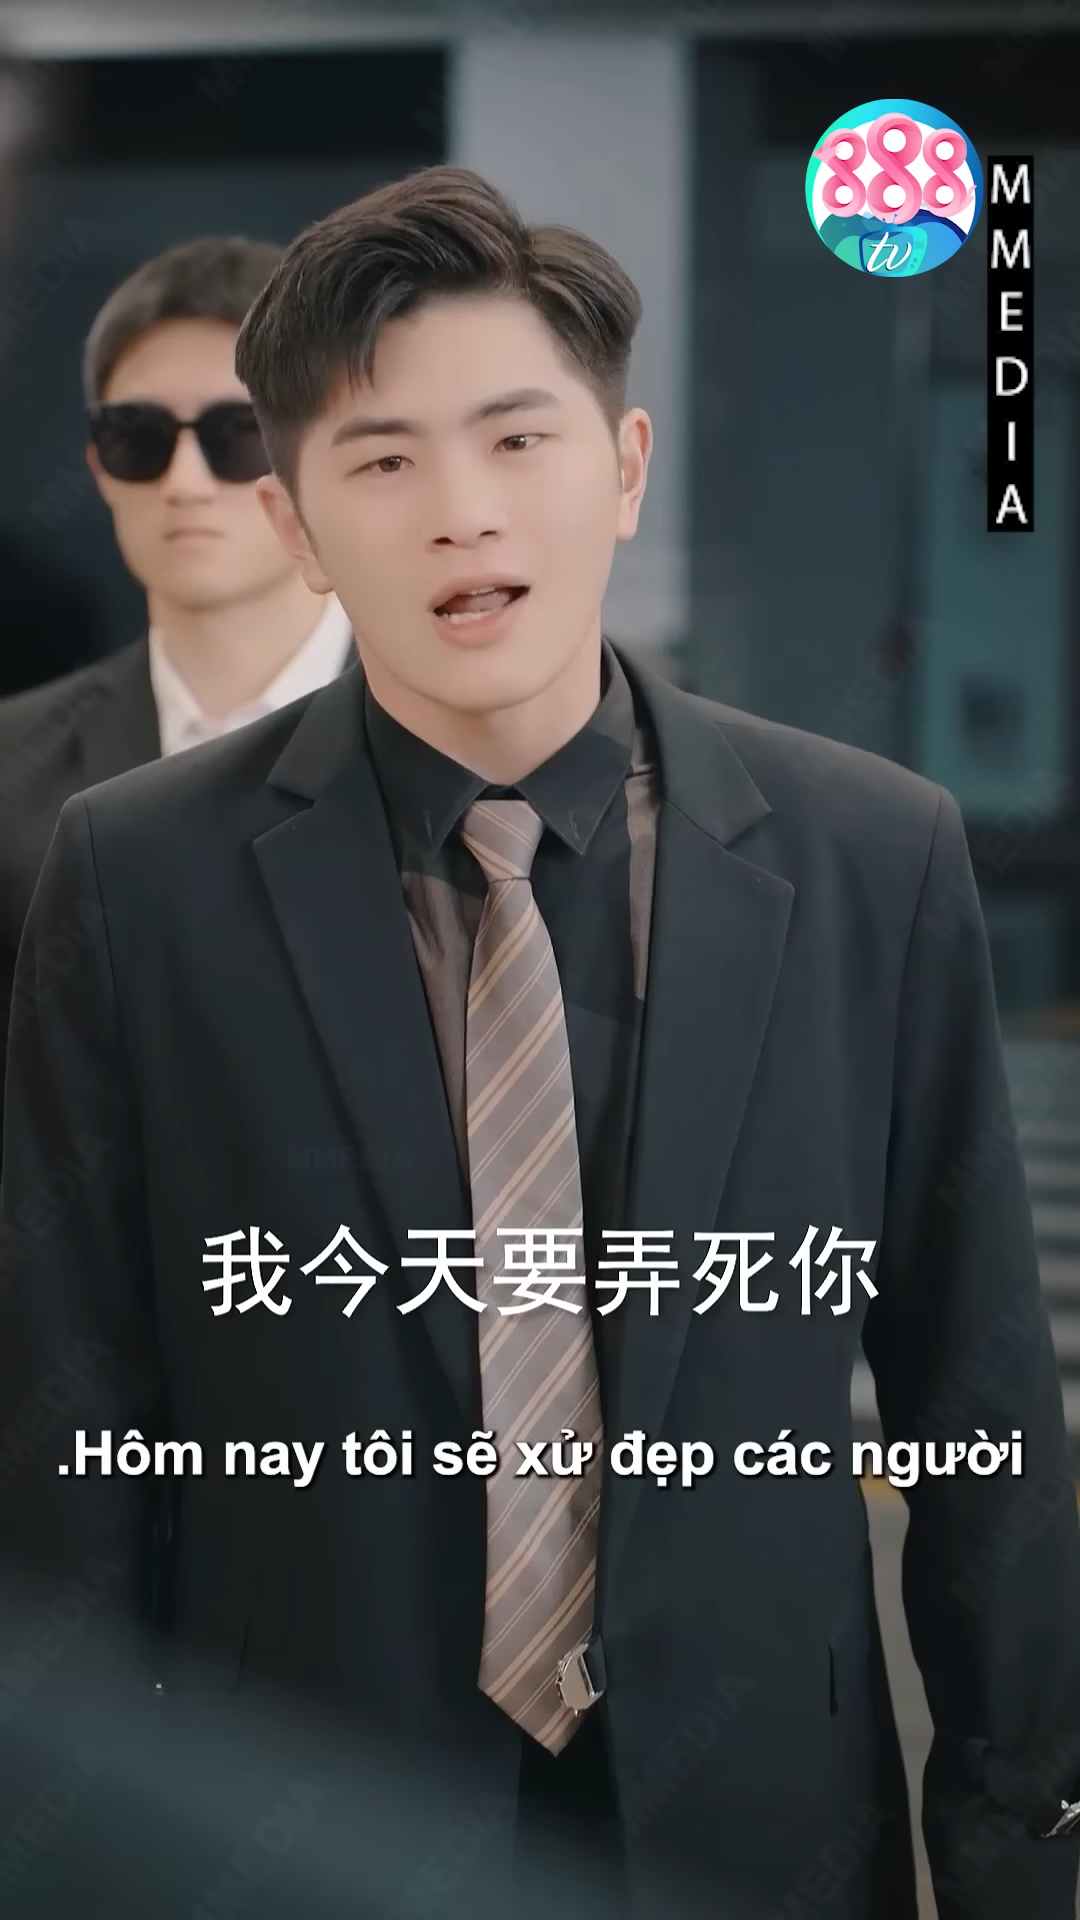 888
tv
MMEDIA
我今天要弄死你
.Hôm nay tôi sẽ xử đẹp các người